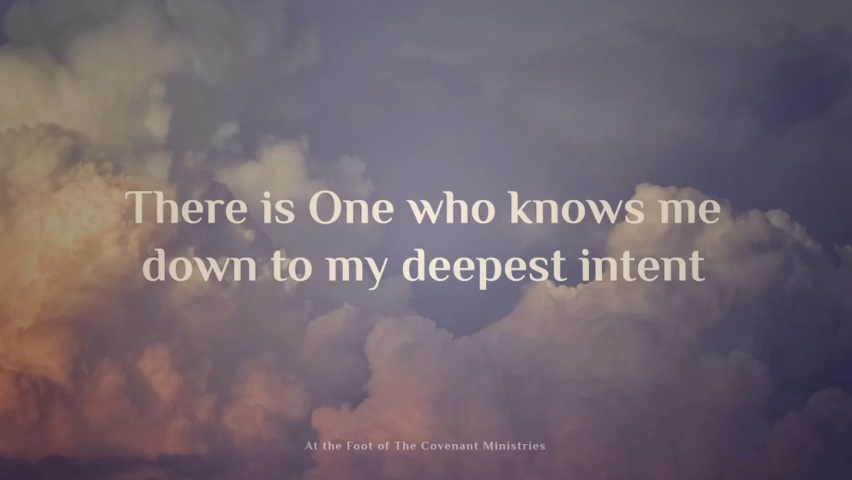 There is One who knows me
down to my deepest intent
At the Foot of The Covenant Ministries